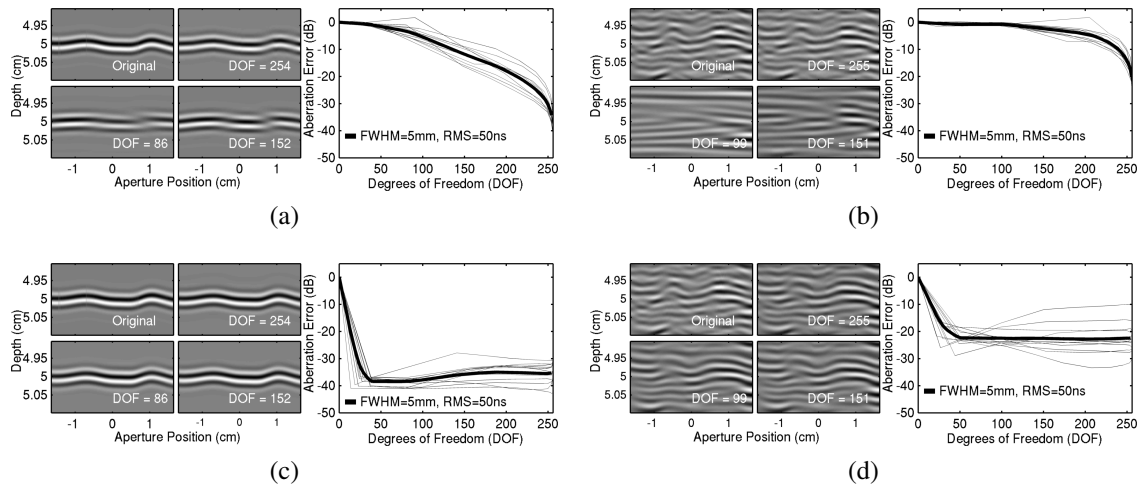 4.95
5
5.05
4.95
5
5.05
Depth (cm)
Original
DOF = 254
DOF = 86
DOF = 152
-1 0 1 -1 0 1
Aperture Position (cm)
Aberration Error (dB)
0
-10
-20
-30
-40
-50
FWHM=5mm, RMS=50ns
0 50 100 150 200 250
Degrees of Freedom (DOF)
(a)
4.95
5
5.05
4.95
5
5.05
Depth (cm)
Original
DOF = 255
DOF = 99
DOF = 151
-1 0 1 -1 0 1
Aperture Position (cm)
Aberration Error (dB)
0
-10
-20
-30
-40
-50
FWHM=5mm, RMS=50ns
0 50 100 150 200 250
Degrees of Freedom (DOF)
(b)
4.95
5
5.05
4.95
5
5.05
Depth (cm)
Original
DOF = 254
DOF = 86
DOF = 152
-1 0 1 -1 0 1
Aperture Position (cm)
Aberration Error (dB)
0
-10
-20
-30
-40
-50
FWHM=5mm, RMS=50ns
0 50 100 150 200 250
Degrees of Freedom (DOF)
(c)
4.95
5
5.05
4.95
5
5.05
Depth (cm)
Original
DOF = 255
DOF = 99
DOF = 151
-1 0 1 -1 0 1
Aperture Position (cm)
Aberration Error (dB)
0
-10
-20
-30
-40
-50
FWHM=5mm, RMS=50ns
0 50 100 150 200 250
Degrees of Freedom (DOF)
(d)